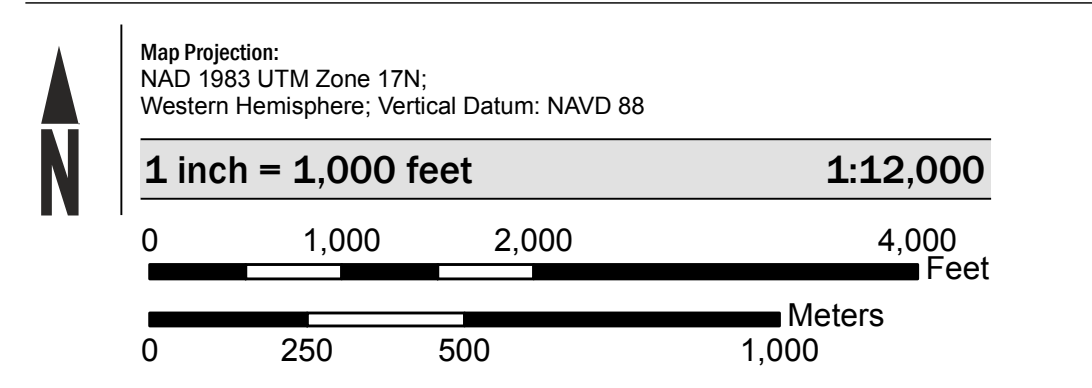 Map Projection:
NAD 1983 UTM Zone 17N;
Western Hemisphere; Vertical Datum: NAVD 88
N
1 inch = 1,000 feet 1:12,000
0 1,000 2,000 4,000
Feet
Meters
0 250 500 1,000